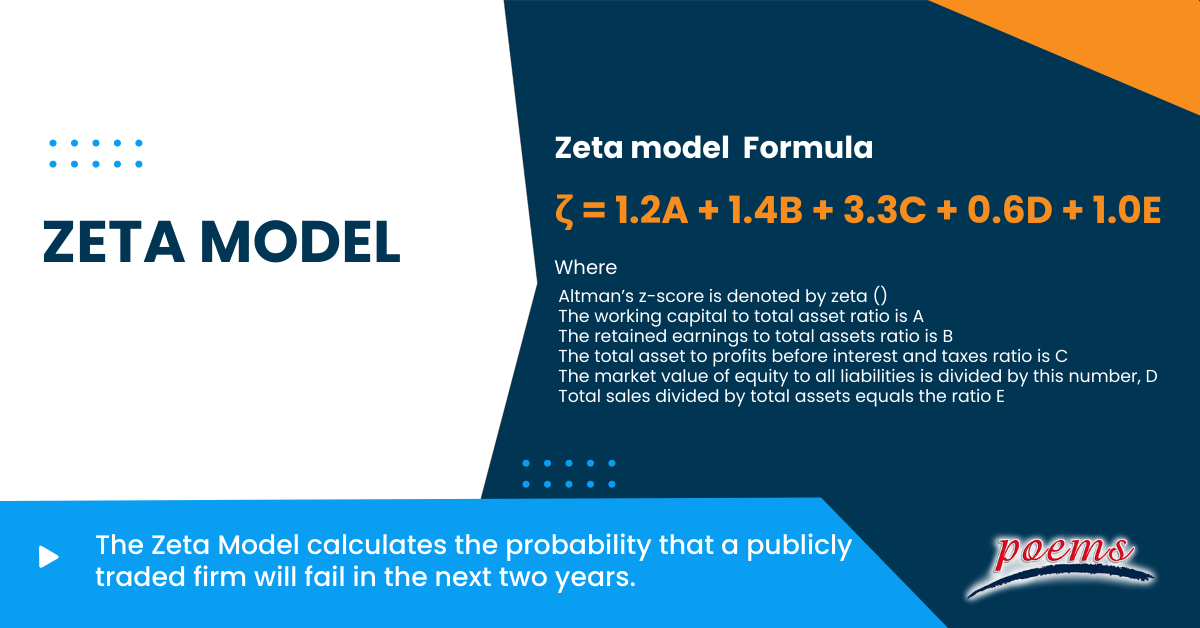 ZETA MODEL
Zeta model Formula
ζ = 1.2A + 1.4B + 3.3C + 0.6D + 1.0E
Where
Altman’s z-score is denoted by zeta ()
The working capital to total asset ratio is A
The retained earnings to total assets ratio is B
The total asset to profits before interest and taxes ratio is C
The market value of equity to all liabilities is divided by this number, D
Total sales divided by total assets equals the ratio E
The Zeta Model calculates the probability that a publicly
traded firm will fail in the next two years.
poems